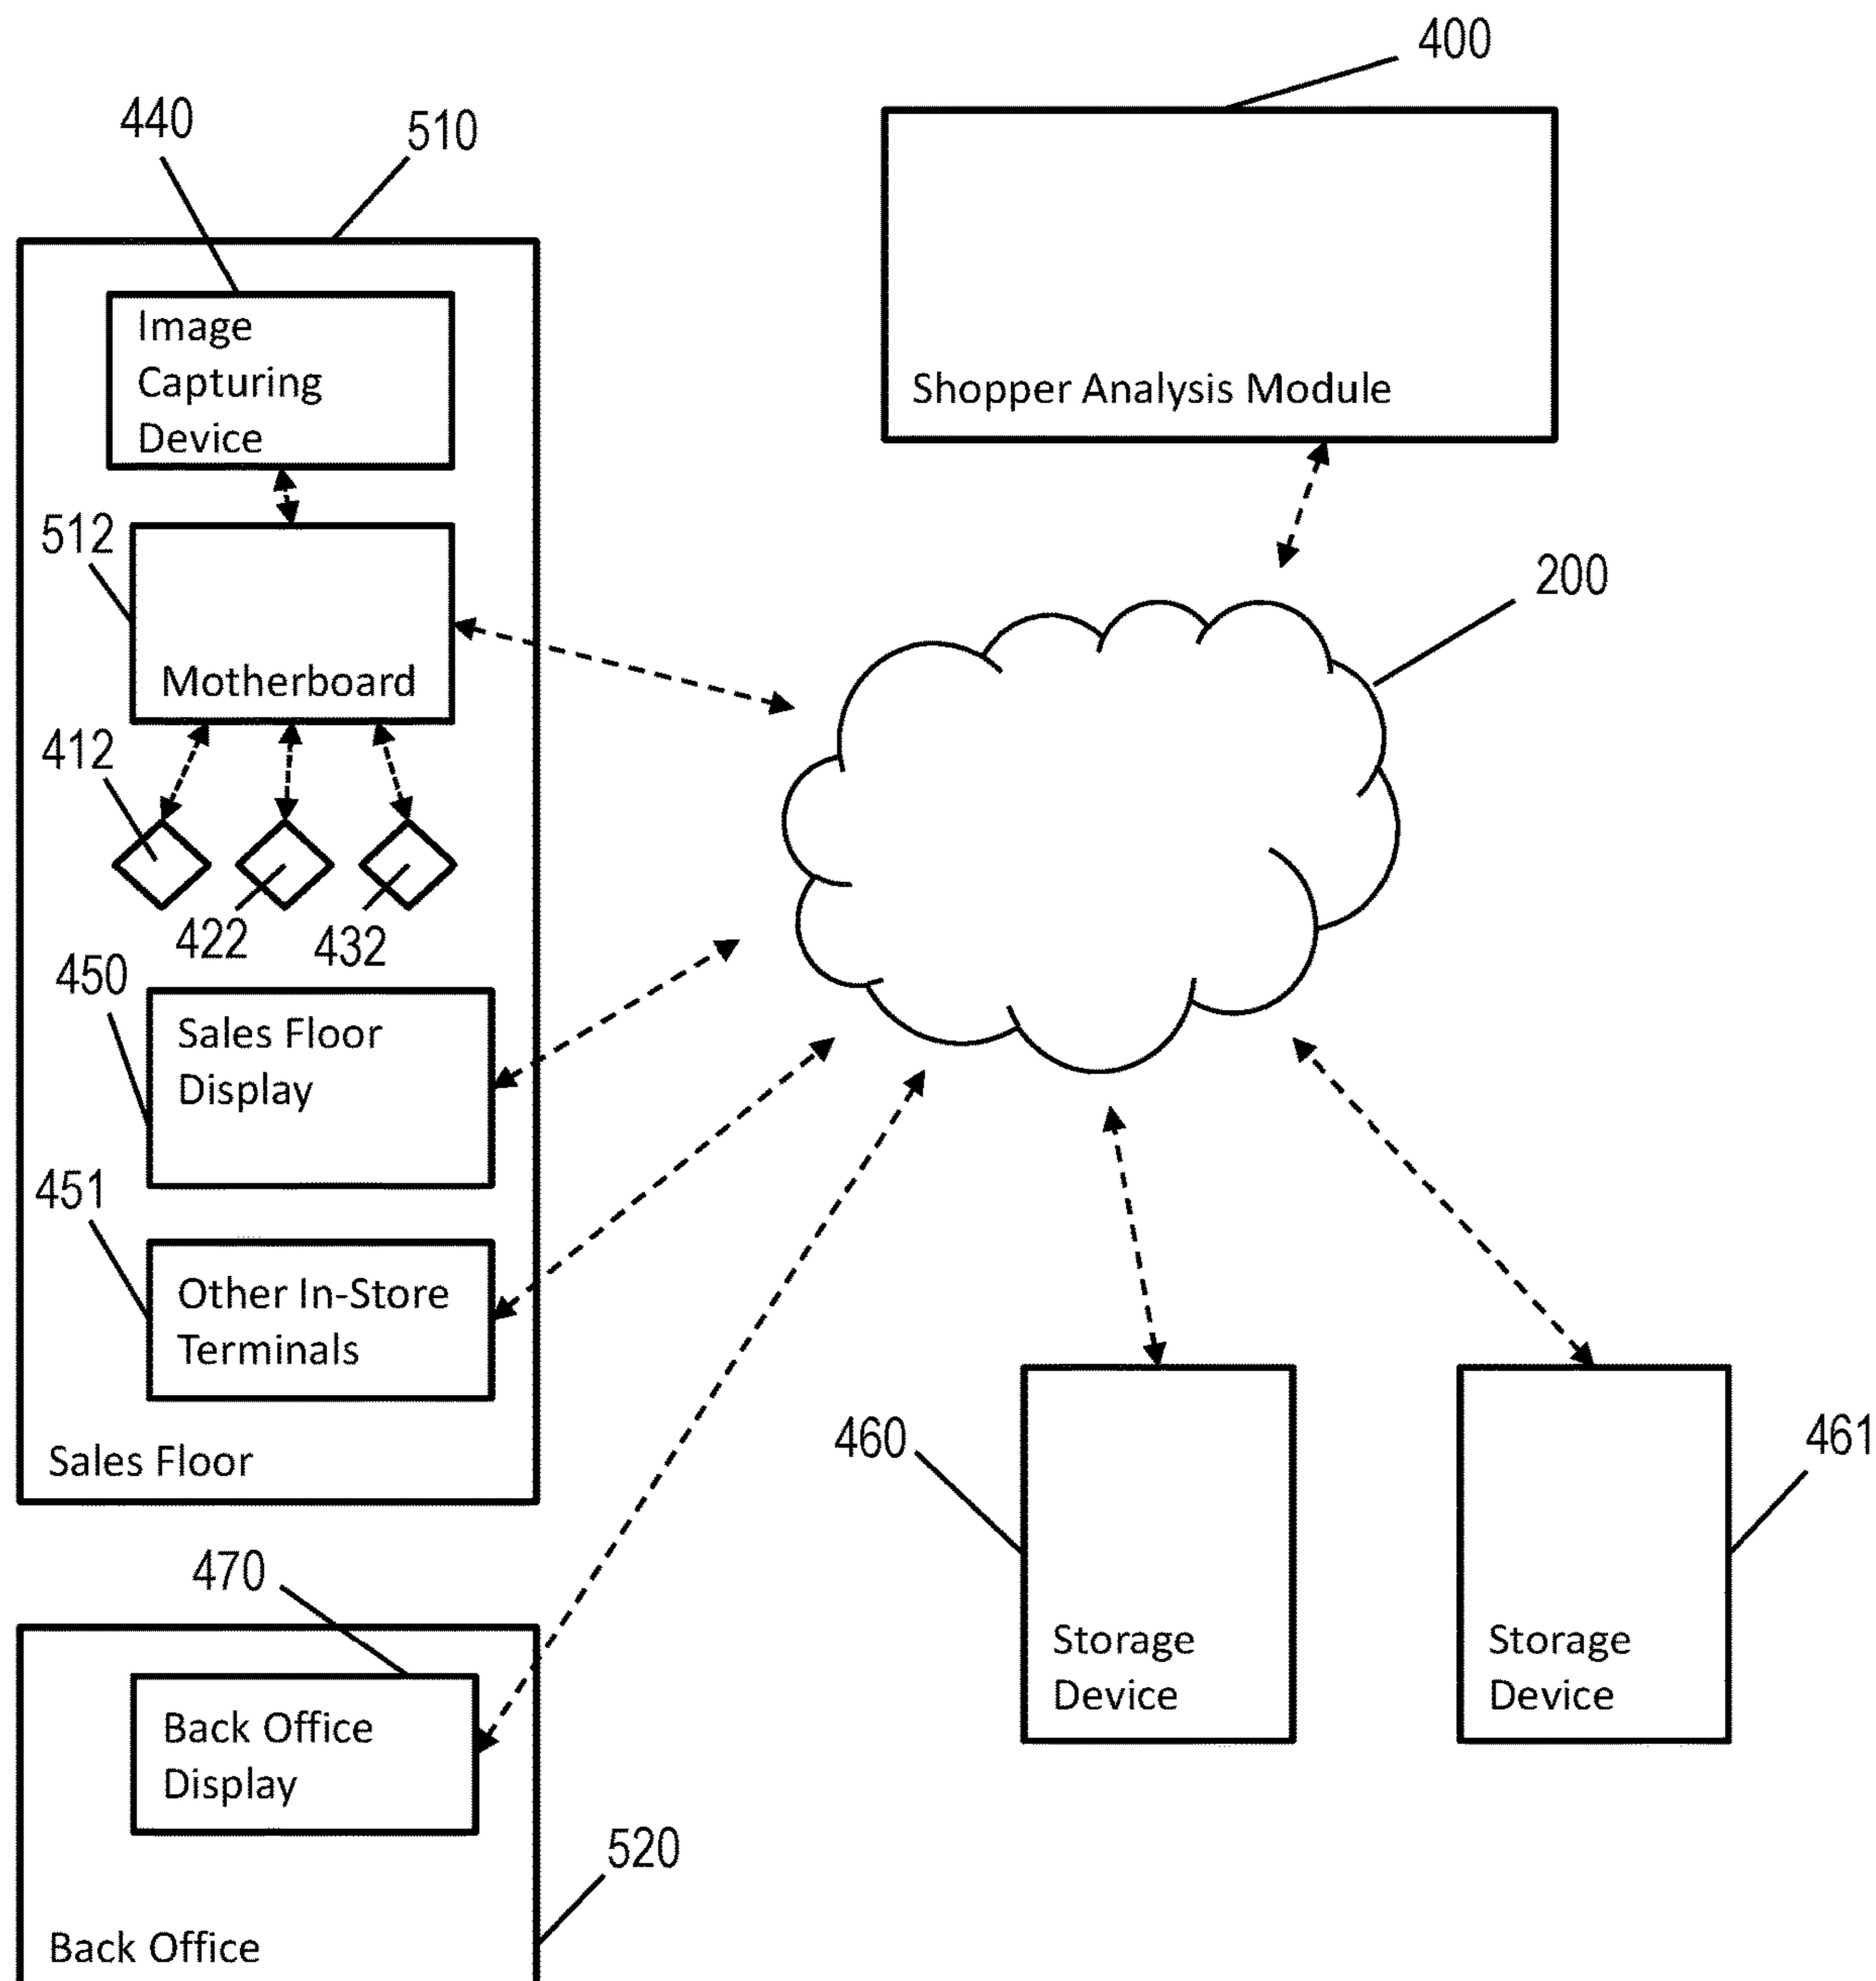 400
440
510
Image
Capturing
Device
Shopper Analysis Module
512
200
Motherboard
412
422
432
450
Sales Floor
Display
451
Other In-Store
Terminals
Sales Floor
460
461
470
Storage
Device
Storage
Device
Back Office
Display
520
Back Office